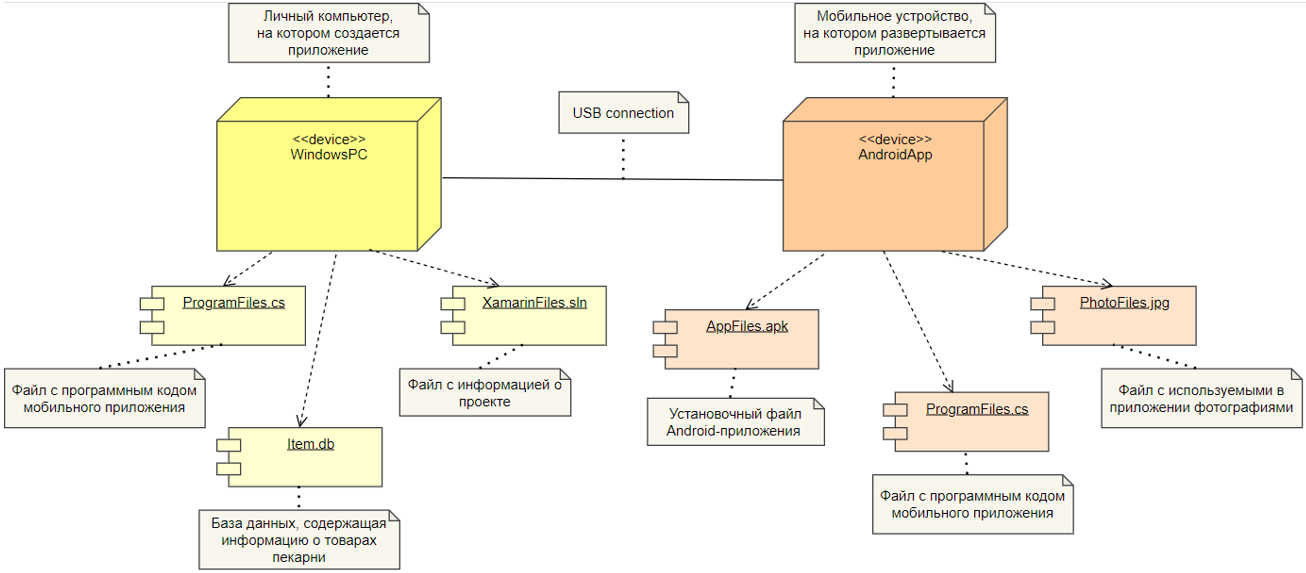 Личный компьютер,
на котором создается
приложение
Мобильное устройство,
на котором развертывается
приложение
USB connection
<<device>>
WindowsPC
<<device>>
AndroidApp
ProgramFiles.cs
XamarinFiles.sln
AppFiles.apk
PhotoFiles.jpg
Файл с программным кодом
мобильного приложения
Файл с информацией о
проекте
Установочный файл
Android-приложения
ProgramFiles.cs
Файл с используемыми в
приложении фотографиями
Item.db
Файл с программным кодом
мобильного приложения
База данных, содержащая
информацию о товарах
пекарни